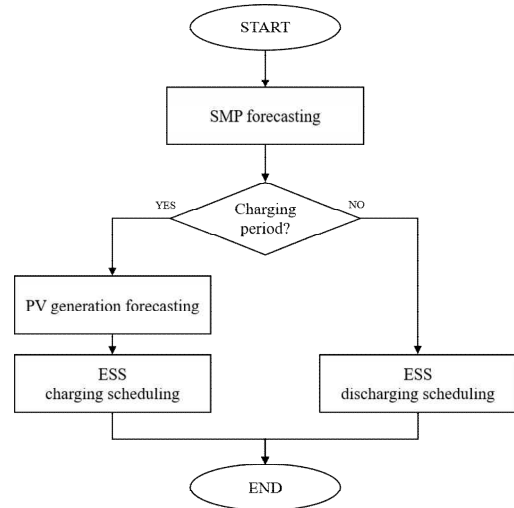 START
SMP forecasting
YES
Charging
NO
period?
PV generation forecasting
ESS
charging scheduling
ESS
discharging scheduling
END